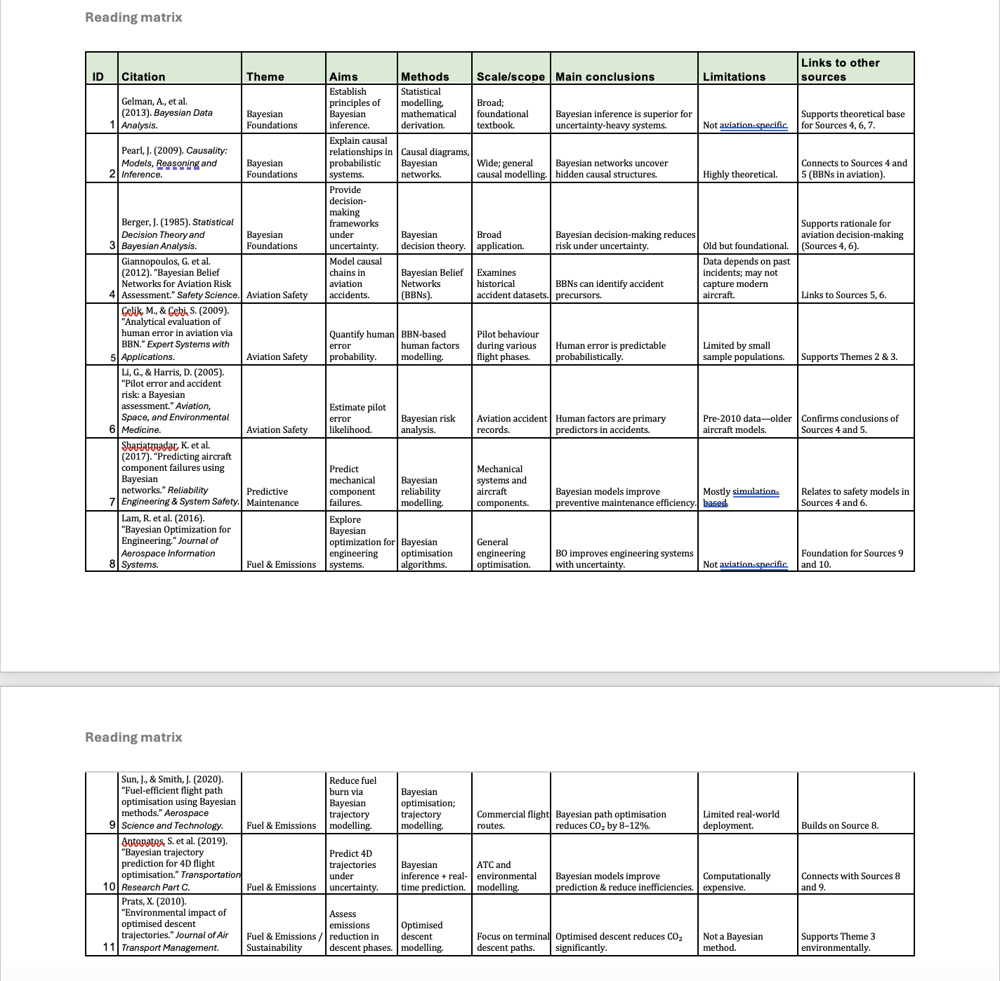 Reading matrix
ID Citation Theme Aims Methods Scale/scope Main conclusions Limitations Links to other sources
1 Gelman, A., et al. (2013). Bayesian Data Analysis. Bayesian Foundations Establish principles of Bayesian inference. Statistical modelling, mathematical derivation. Broad; foundational textbook. Bayesian inference is superior for uncertainty-heavy systems. Not aviation-specific. Supports theoretical base for Sources 4, 6, 7.
2 Pearl, J. (2009). Causality: Models, Reasoning and Inference. Bayesian Foundations Explain causal relationships in probabilistic systems. Causal diagrams, Bayesian networks. Wide; general causal modelling. Bayesian networks uncover hidden causal structures. Highly theoretical. Connects to Sources 4 and 5 (BBNs in aviation).
3 Berger, J. (1985). Statistical Decision Theory and Bayesian Analysis. Bayesian Foundations Provide decision-making frameworks under uncertainty. Bayesian decision theory. Broad application. Bayesian decision-making reduces risk under uncertainty. Old but foundational. Supports rationale for aviation decision-making (Sources 4, 6).
4 Giannopoulos, G. et al. (2012). “Bayesian Belief Networks for Aviation Risk Assessment.” Safety Science. Aviation Safety Model causal chains in aviation accidents. Bayesian Belief Networks (BBNs). Examines historical accident datasets. BBNs can identify accident precursors. Data depends on past incidents; may not capture modern aircraft. Links to Sources 5, 6.
5 Celik, M., & Cebi, S. (2009). “Analytical evaluation of human error in aviation via BBN.” Expert Systems with Applications. Aviation Safety Quantify human error probability. BBN-based human factors modelling. Pilot behaviour during various flight phases. Human error is predictable probabilistically. Limited by small sample populations. Supports Themes 2 & 3.
6 Li, G., & Harris, D. (2005). “Pilot error and accident risk: a Bayesian assessment.” Aviation, Space, and Environmental Medicine. Aviation Safety Estimate pilot error likelihood. Bayesian risk analysis. Aviation accident records. Human factors are primary predictors in accidents. Pre-2010 data—older aircraft models. Confirms conclusions of Sources 4 and 5.
7 Shariatmadar, K. et al. (2017). “Predicting aircraft component failures using Bayesian networks.” Reliability Engineering & System Safety. Predictive Maintenance Predict mechanical component failures. Bayesian reliability modelling. Mechanical systems and aircraft components. Bayesian models improve preventive maintenance efficiency. Mostly simulation-based. Relates to safety models in Sources 4 and 6.
8 Lam, R. et al. (2016). “Bayesian Optimization for Engineering.” Journal of Aerospace Information Systems. Fuel & Emissions Explore Bayesian optimization for engineering systems. Bayesian optimisation algorithms. General engineering optimisation. BO improves engineering systems with uncertainty. Not aviation-specific. Foundation for Sources 9 and 10.
Reading matrix
9 Sun, J., & Smith, J. (2020). “Fuel-efficient flight path optimisation using Bayesian methods.” Aerospace Science and Technology. Fuel & Emissions Reduce fuel burn via Bayesian trajectory modelling. Bayesian optimisation; trajectory modelling. Commercial flight routes. Bayesian path optimisation reduces CO₂ by 8–12%. Limited real-world deployment. Builds on Source 8.
10 Antonatos, S. et al. (2019). “Bayesian trajectory prediction for 4D flight optimisation.” Transportation Research Part C. Fuel & Emissions Predict 4D trajectories under uncertainty. Bayesian inference + real-time prediction. ATC and environmental modelling. Bayesian models improve prediction & reduce inefficiencies. Computationally expensive. Connects with Sources 8 and 9.
11 Prats, X. (2010). “Environmental impact of optimised descent trajectories.” Journal of Air Transport Management. Fuel & Emissions / Sustainability Assess emissions reduction in descent phases. Optimised descent modelling. Focus on terminal descent paths. Optimised descent reduces CO₂ significantly. Not a Bayesian method. Supports Theme 3 environmentally.